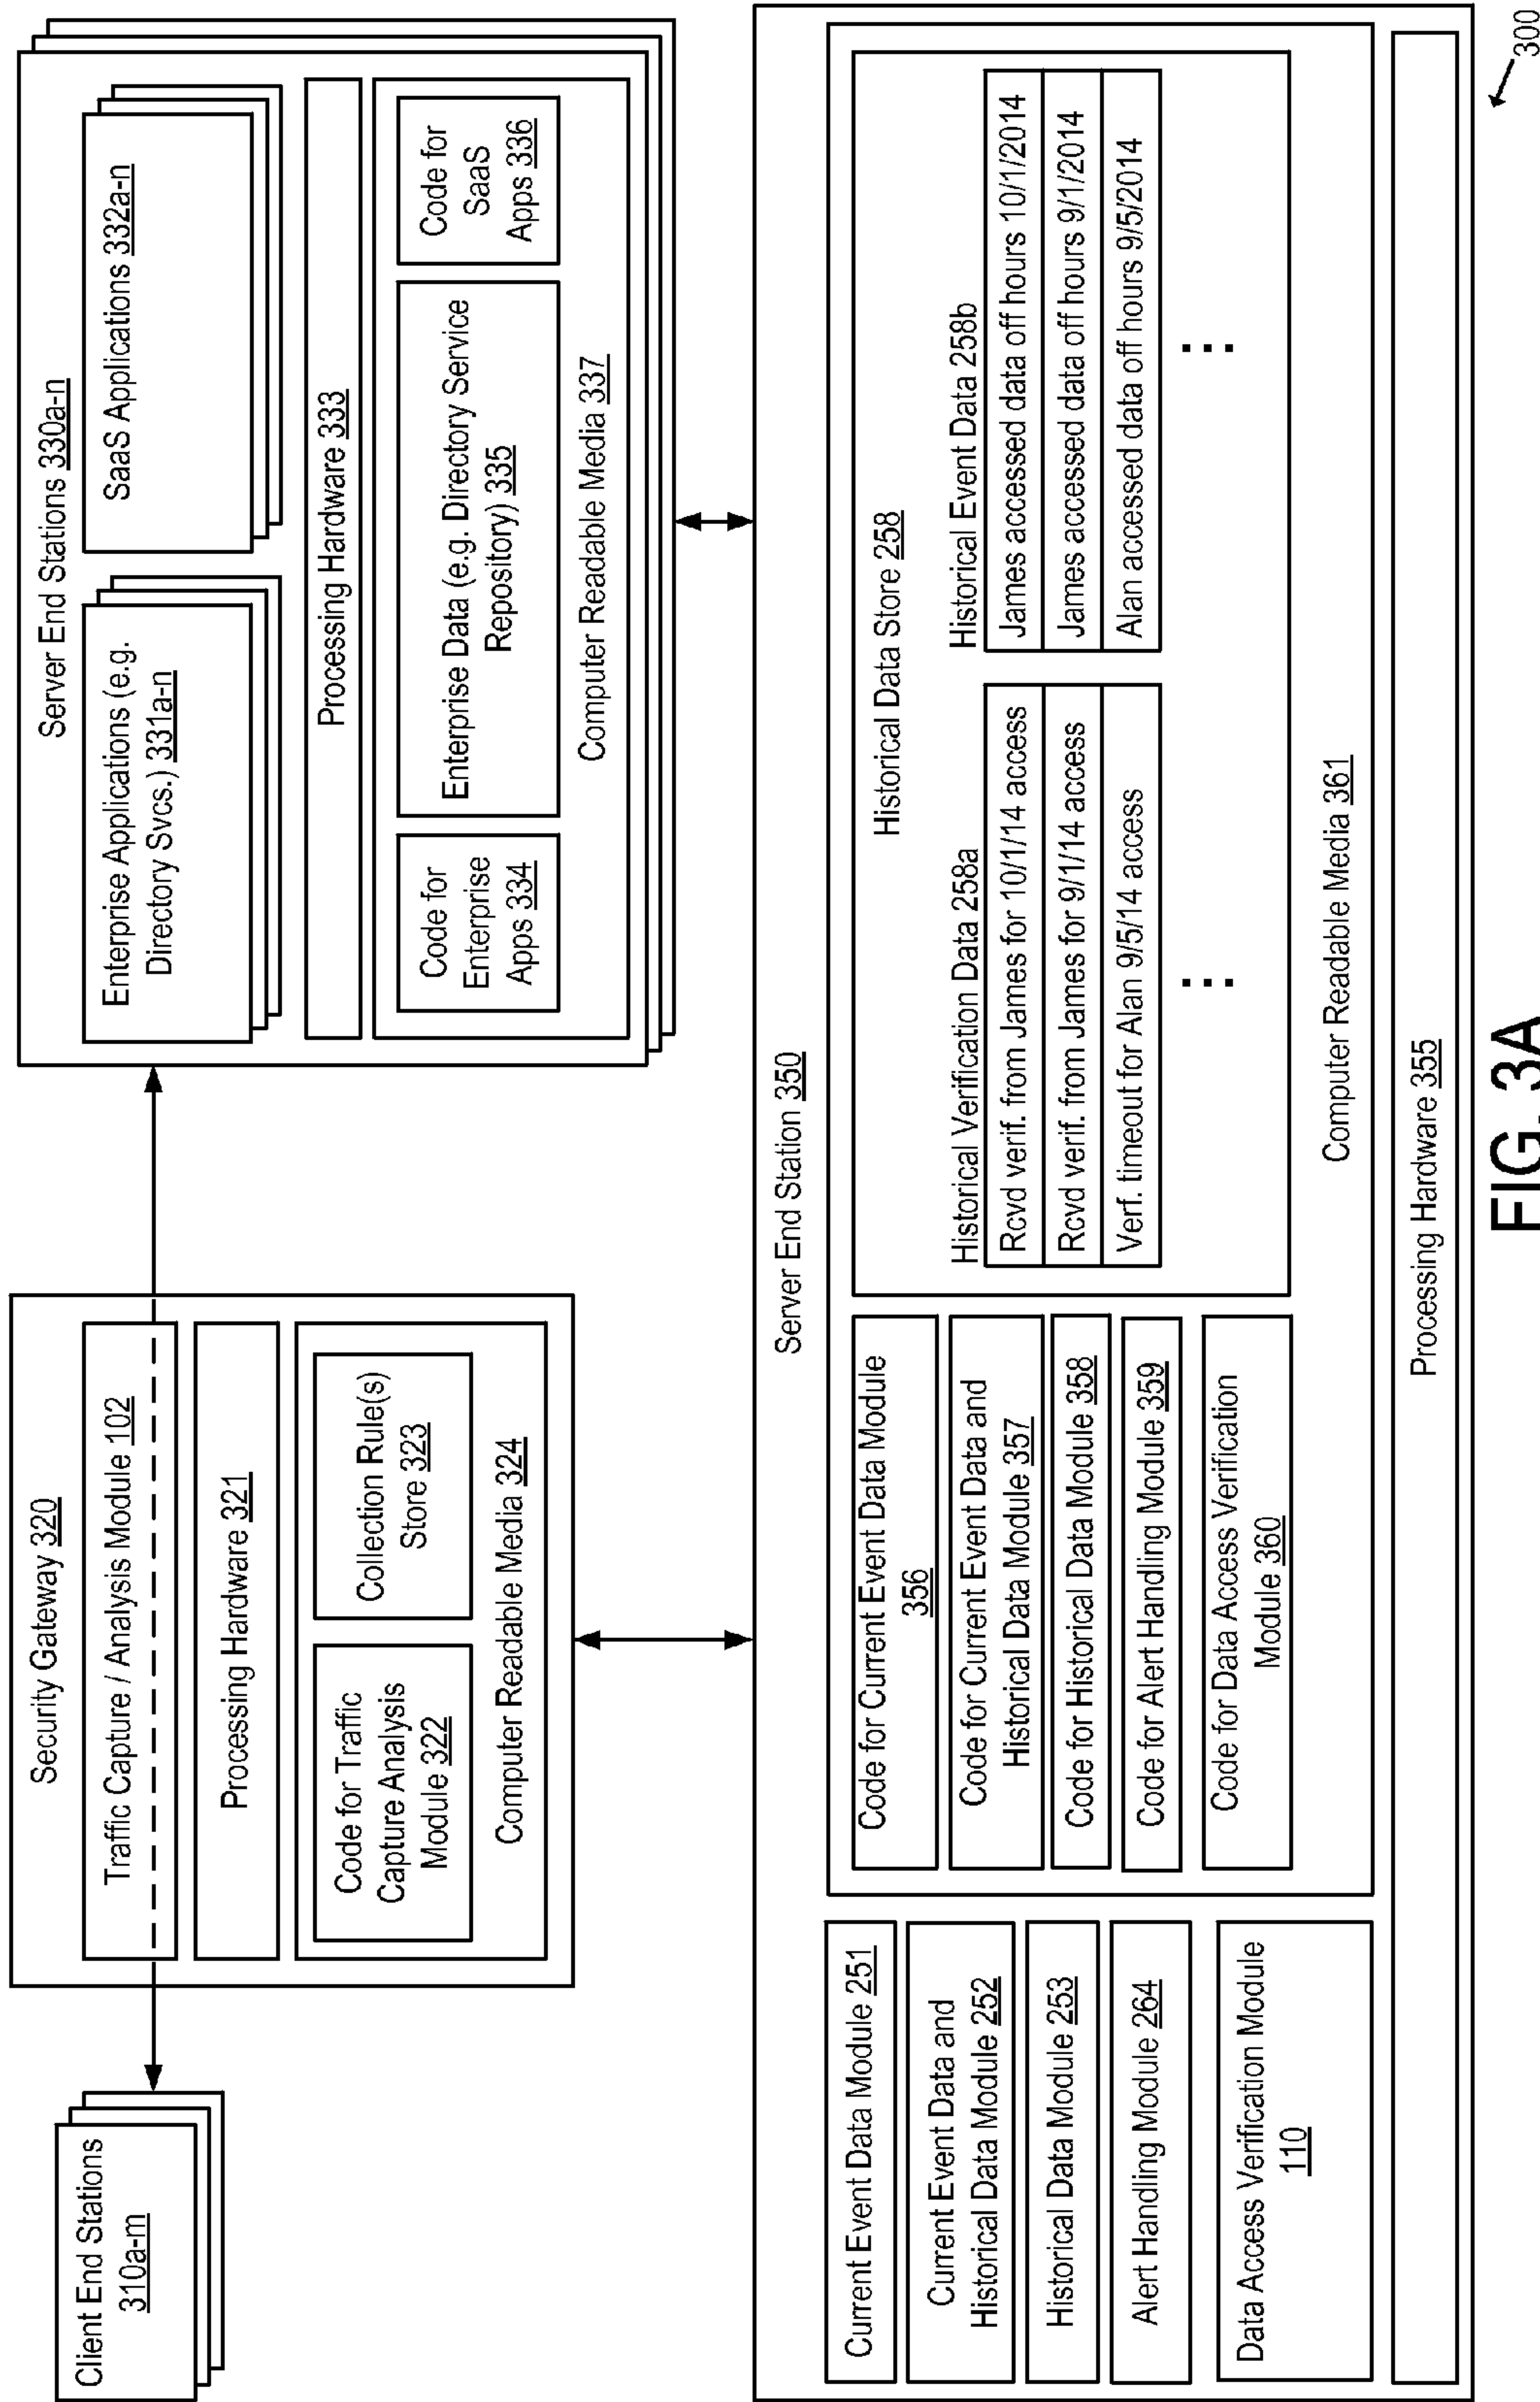 Client End Stations
310a-m
Security Gateway 320
Traffic Capture / Analysis Module 102
Processing Hardware 321
Code for Traffic
Capture Analysis
Module 322
Collection Rule(s)
Store 323
Computer Readable Media 324
Server End Stations 330a-n
Enterprise Applications (e.g.
Directory Svcs.) 331a-n
SaaS Applications 332a-n
Processing Hardware 333
Code for
Enterprise
Apps 334
Enterprise Data (e.g. Directory Service
Repository) 335
Code for
SaaS
Apps 336
Computer Readable Media 337
Server End Station 350
Current Event Data Module 251
Current Event Data and
Historical Data Module 252
Historical Data Module 253
Alert Handling Module 264
Data Access Verification Module
110
Code for Current Event Data Module
356
Code for Current Event Data and
Historical Data Module 357
Code for Historical Data Module 358
Code for Alert Handling Module 359
Code for Data Access Verification
Module 360
Historical Data Store 258
Historical Verification Data 258a
Rcvd verif. from James for 10/1/14 access
Rcvd verif. from James for 9/1/14 access
Verf. timeout for Alan 9/5/14 access
Historical Event Data 258b
James accessed data off hours 10/1/2014
James accessed data off hours 9/1/2014
Alan accessed data off hours 9/5/2014
Computer Readable Media 361
Processing Hardware 355
300
FIG. 3A